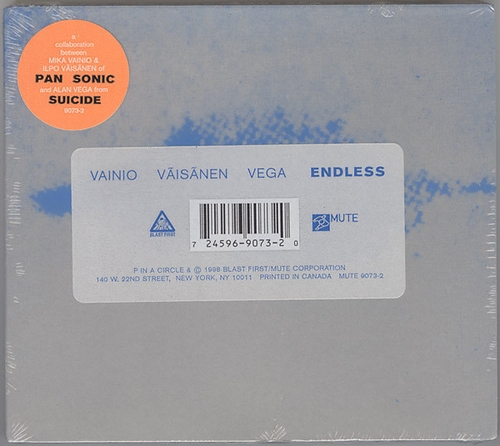 a
collaboration
between
MIKA VAINIO &
ILPO VÄISÄNEN of
PAN SONIC
and ALAN VEGA from
SUICIDE
9073-2
VAINIO VÄISÄNEN VEGA ENDLESS
BLAST FIRST
MUTE
7 24596-9073-2 0
P IN A CIRCLE & © 1998 BLAST FIRST/MUTE CORPORATION
140 W. 22ND STREET, NEW YORK, NY 10011 PRINTED IN CANADA MUTE 9073-2